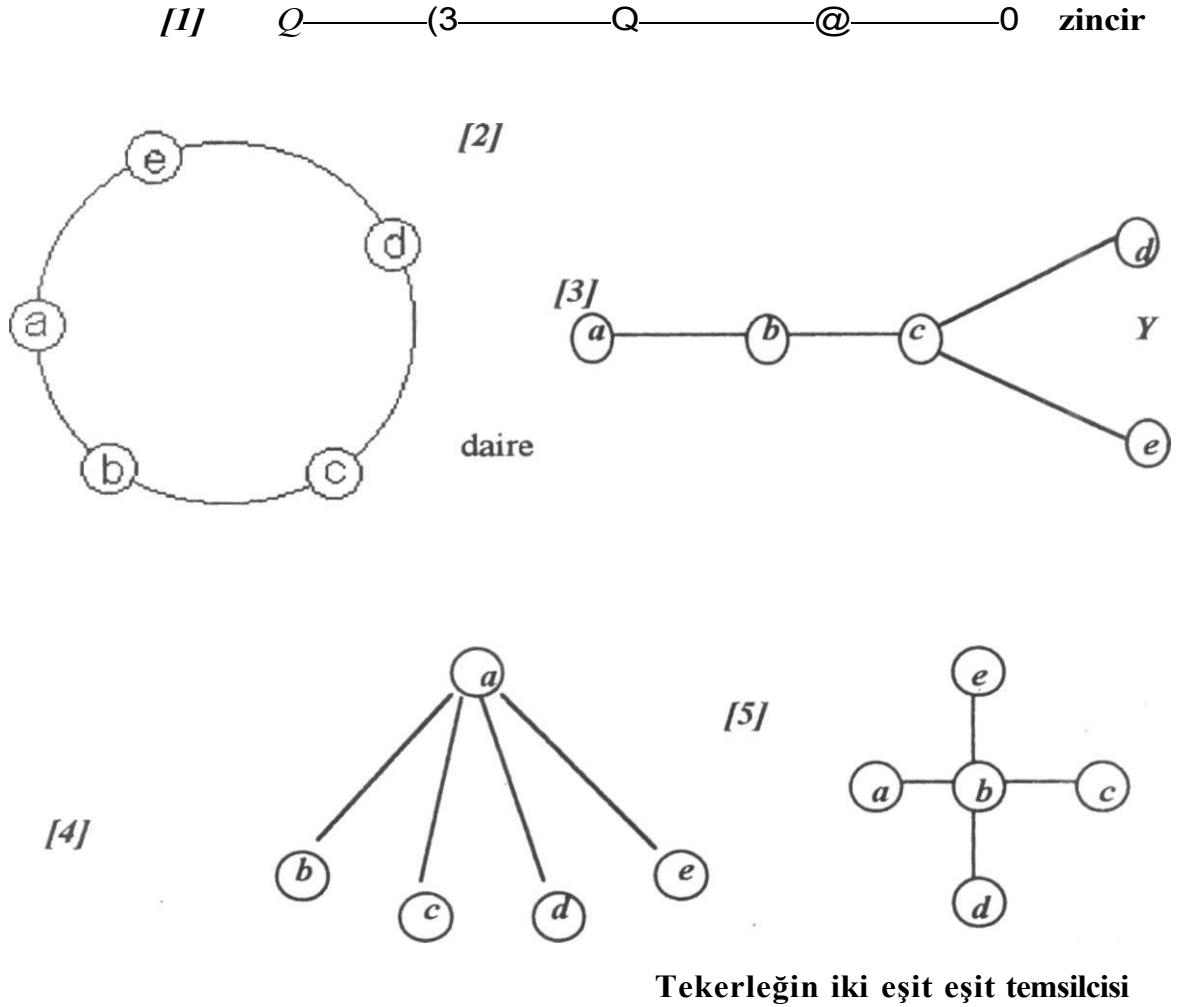 [1] Q (3 Q @ 0 zincir
[2]
e
d
a
b
c
daire
[3]
a b c
d
Y
e
[4]
a
b
c
d
e
[5]
e
a b c
d
Tekerleğin iki eşit eşit temsilcisi